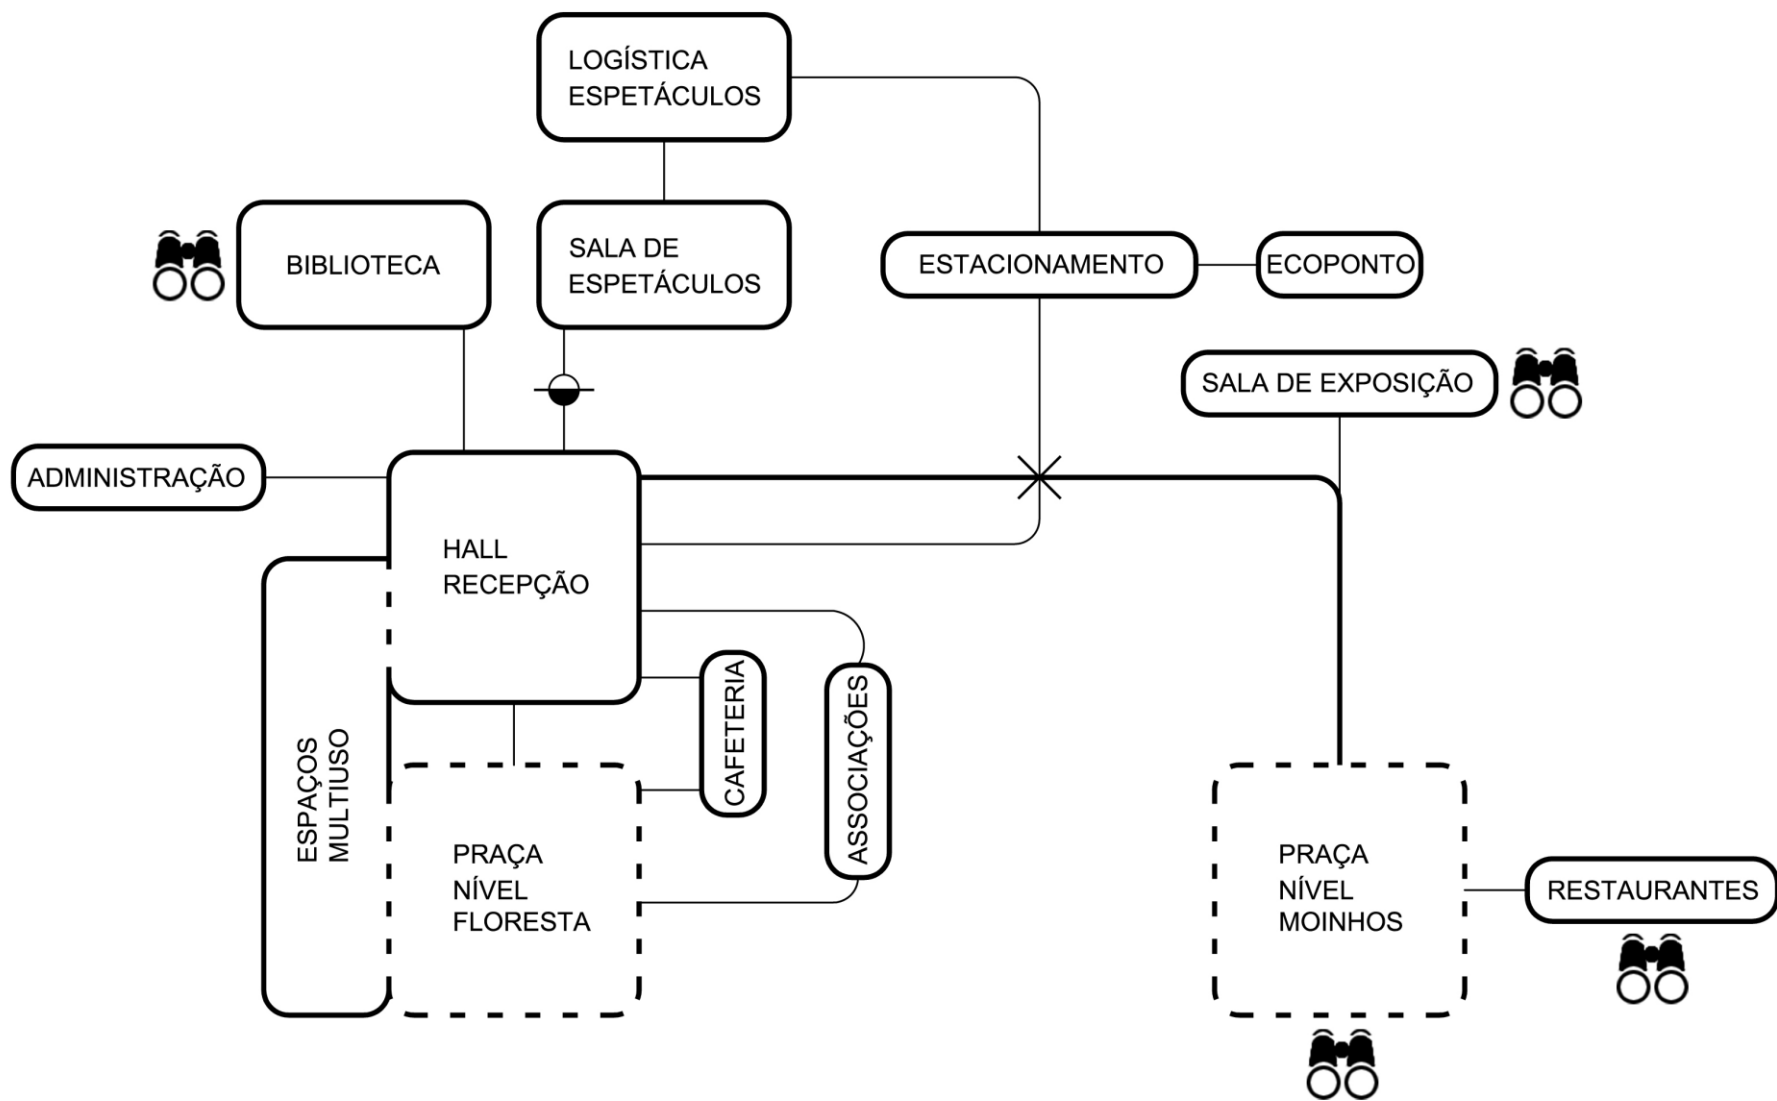 LOGÍSTICA
ESPETÁCULOS
BIBLIOTECA
SALA DE
ESPETÁCULOS
ESTACIONAMENTO
ECOPONTO
SALA DE EXPOSIÇÃO
ADMINISTRAÇÃO
HALL
RECEPÇÃO
ESPAÇOS
MULTIUSO
CAFETERIA
ASSOCIAÇÕES
PRAÇA
NÍVEL
FLORESTA
PRAÇA
NÍVEL
MOINHOS
RESTAURANTES